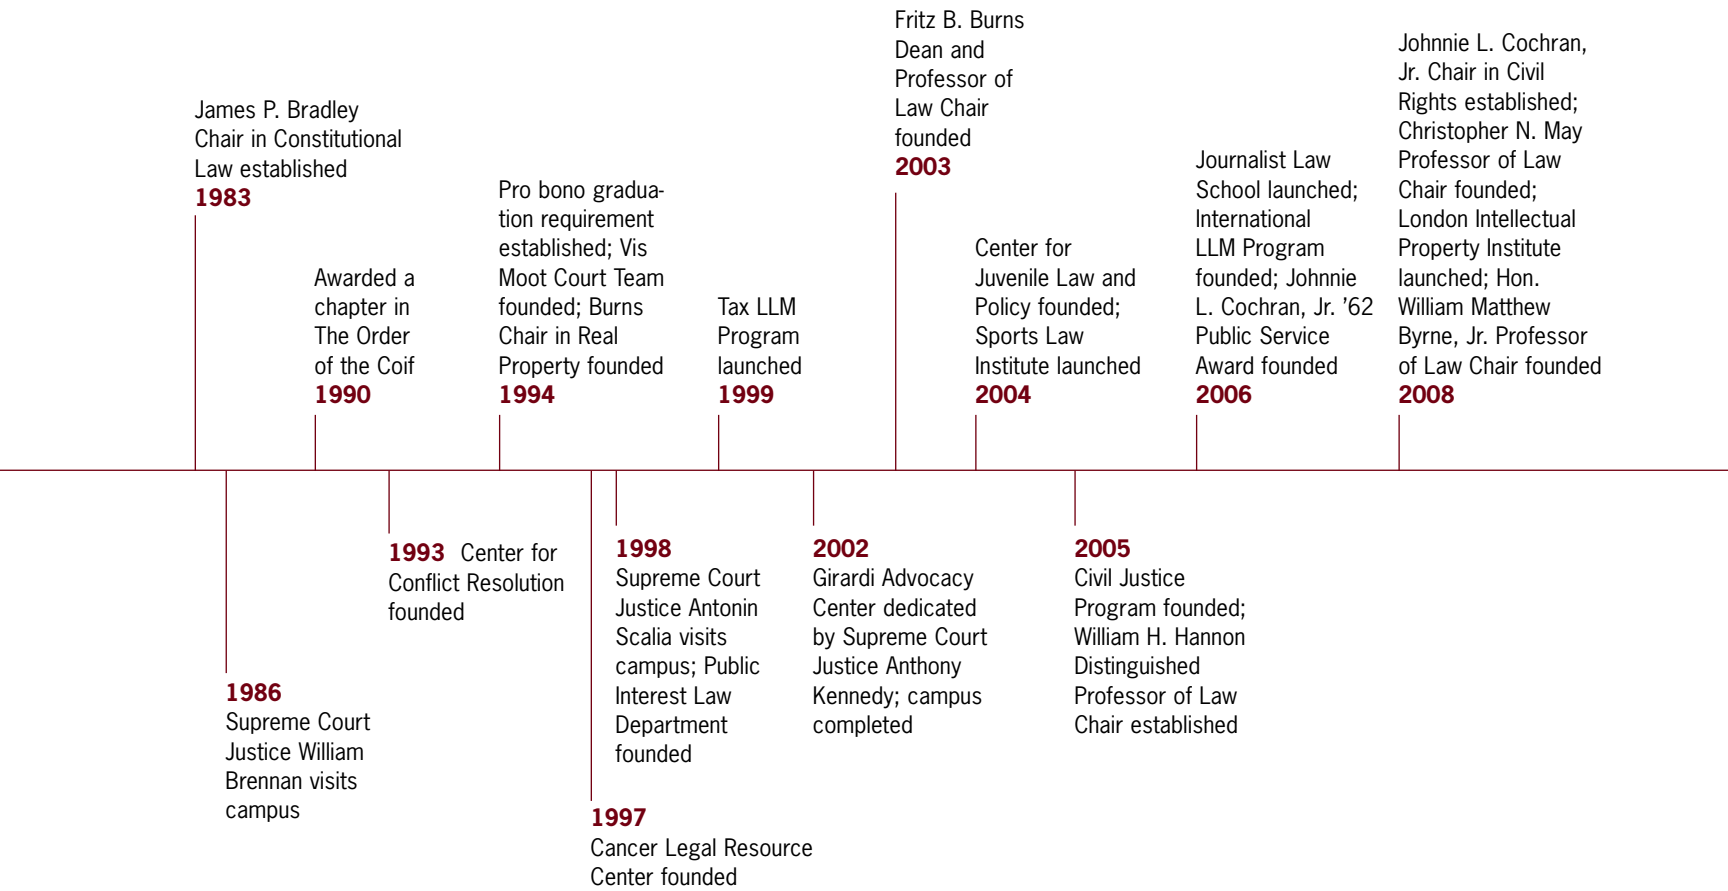 James P. Bradley
Chair in Constitutional
Law established
1983
Supreme Court
1986
Supreme Court
Justice William
Brennan visits
campus
Awarded a
chapter in
The Order
of the Coif
1990
1993 Center for
Conflict Resolution
founded
Pro bono gradua-
tion requirement
established; Vis
Moot Court Team
founded; Burns
Chair in Real
Property founded
1994
1997
Cancer Legal Resource
Center founded
1998
Supreme Court
Justice Antonin
Scalia visits
campus; Public
Interest Law
Department
founded
Tax LLM
Program
launched
1999
2002
Girardi Advocacy
Center dedicated
by Supreme Court
Justice Anthony
Kennedy; campus
completed
Fritz B. Burns
Dean and
Professor of
Law Chair
founded
2003
Center for
Juvenile Law and
Policy founded;
Sports Law
Institute launched
2004
2005
Civil Justice
Program founded;
William H. Hannon
Distinguished
Professor of Law
Chair established
Journalist Law
School launched;
International
LLM Program
founded; Johnnie
L. Cochran, Jr. ’62
Public Service
Award founded
2006
Johnnie L. Cochran,
Jr. Chair in Civil
Rights established;
Christopher N. May
Professor of Law
Chair founded;
London Intellectual
Property Institute
launched; Hon.
William Matthew
Byrne, Jr. Professor
of Law Chair founded
2008